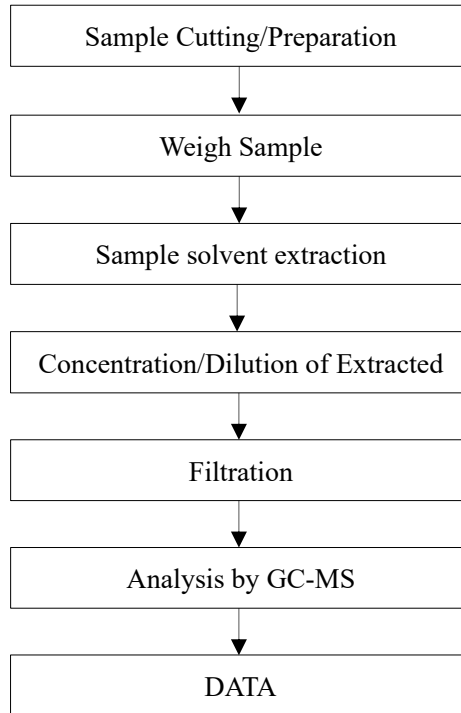 Sample Cutting/Preparation
Weigh Sample
Sample solvent extraction
Concentration/Dilution of Extracted
Filtration
Analysis by GC-MS
DATA